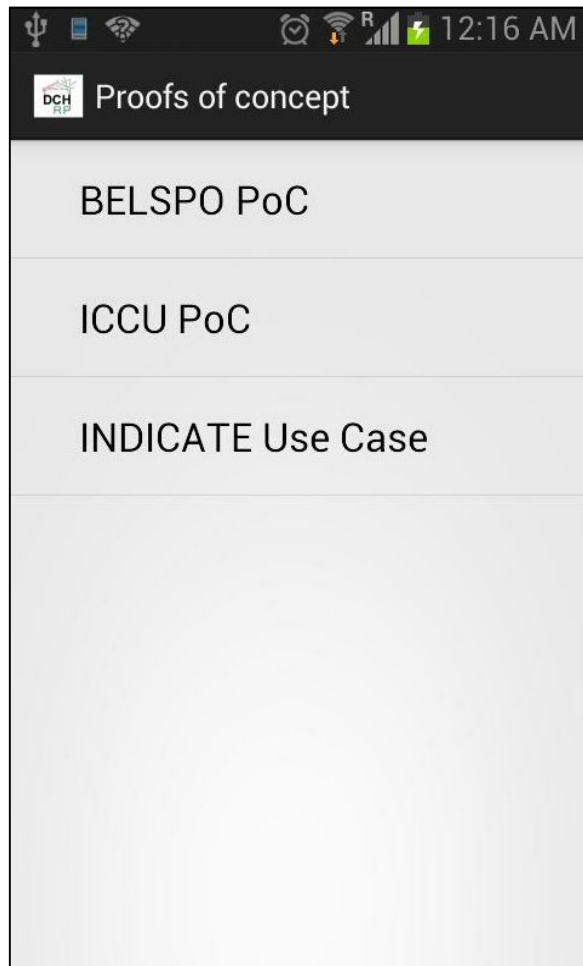 R 12:16 AM
DCH
RP
Proofs of concept
BELSPO PoC
ICCU PoC
INDICATE Use Case